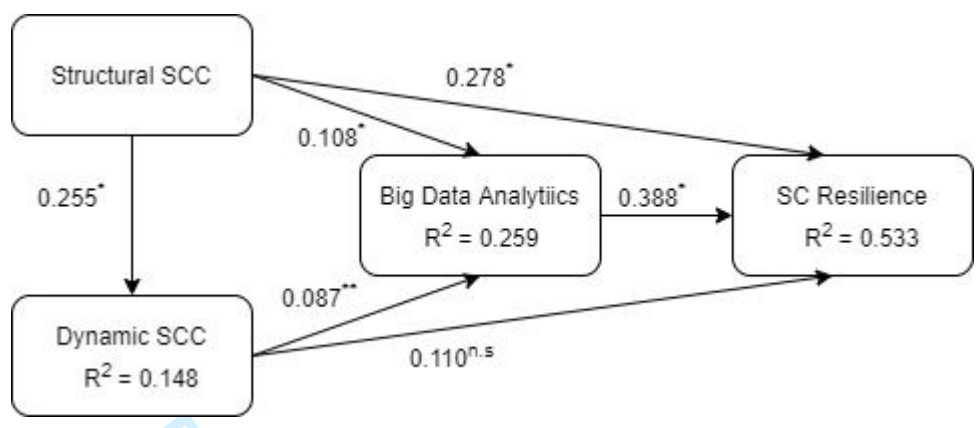 Structural SCC
0.278*
0.108*
0.255*
Big Data Analytiics
R² = 0.259
0.388*
SC Resilience
R² = 0.533
0.087**
Dynamic SCC
R² = 0.148
0.110n.s